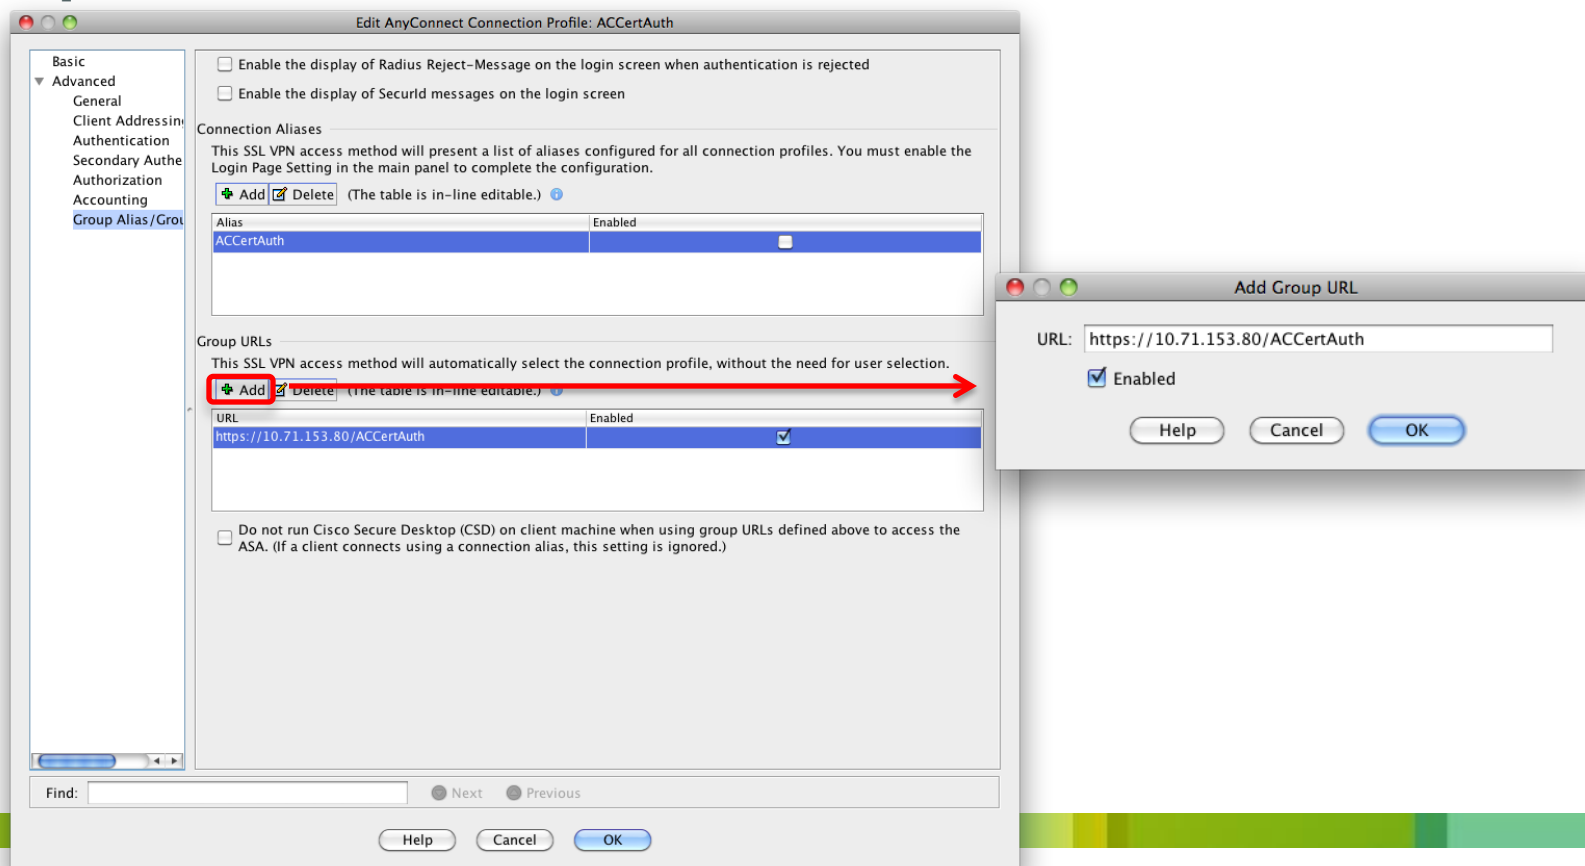 Edit AnyConnect Connection Profile: ACCertAuth
Basic
Advanced
General
Client Addressin
Authentication
Secondary Authe
Authorization
Accounting
Group Alias/Grou
Enable the display of Radius Reject-Message on the login screen when authentication is rejected
Enable the display of SecurId messages on the login screen
Connection Aliases
This SSL VPN access method will present a list of aliases configured for all connection profiles. You must enable the
Login Page Setting in the main panel to complete the configuration.
Add Delete (The table is in-line editable.)
Alias Enabled
ACCertAuth
Group URLs
This SSL VPN access method will automatically select the connection profile, without the need for user selection.
Add Delete (The table is in-line editable.)
URL Enabled
https://10.71.153.80/ACCertAuth
Do not run Cisco Secure Desktop (CSD) on client machine when using group URLs defined above to access the
ASA. (If a client connects using a connection alias, this setting is ignored.)
Find: Next Previous
Help Cancel OK
Add Group URL
URL: https://10.71.153.80/ACCertAuth
Enabled
Help Cancel OK